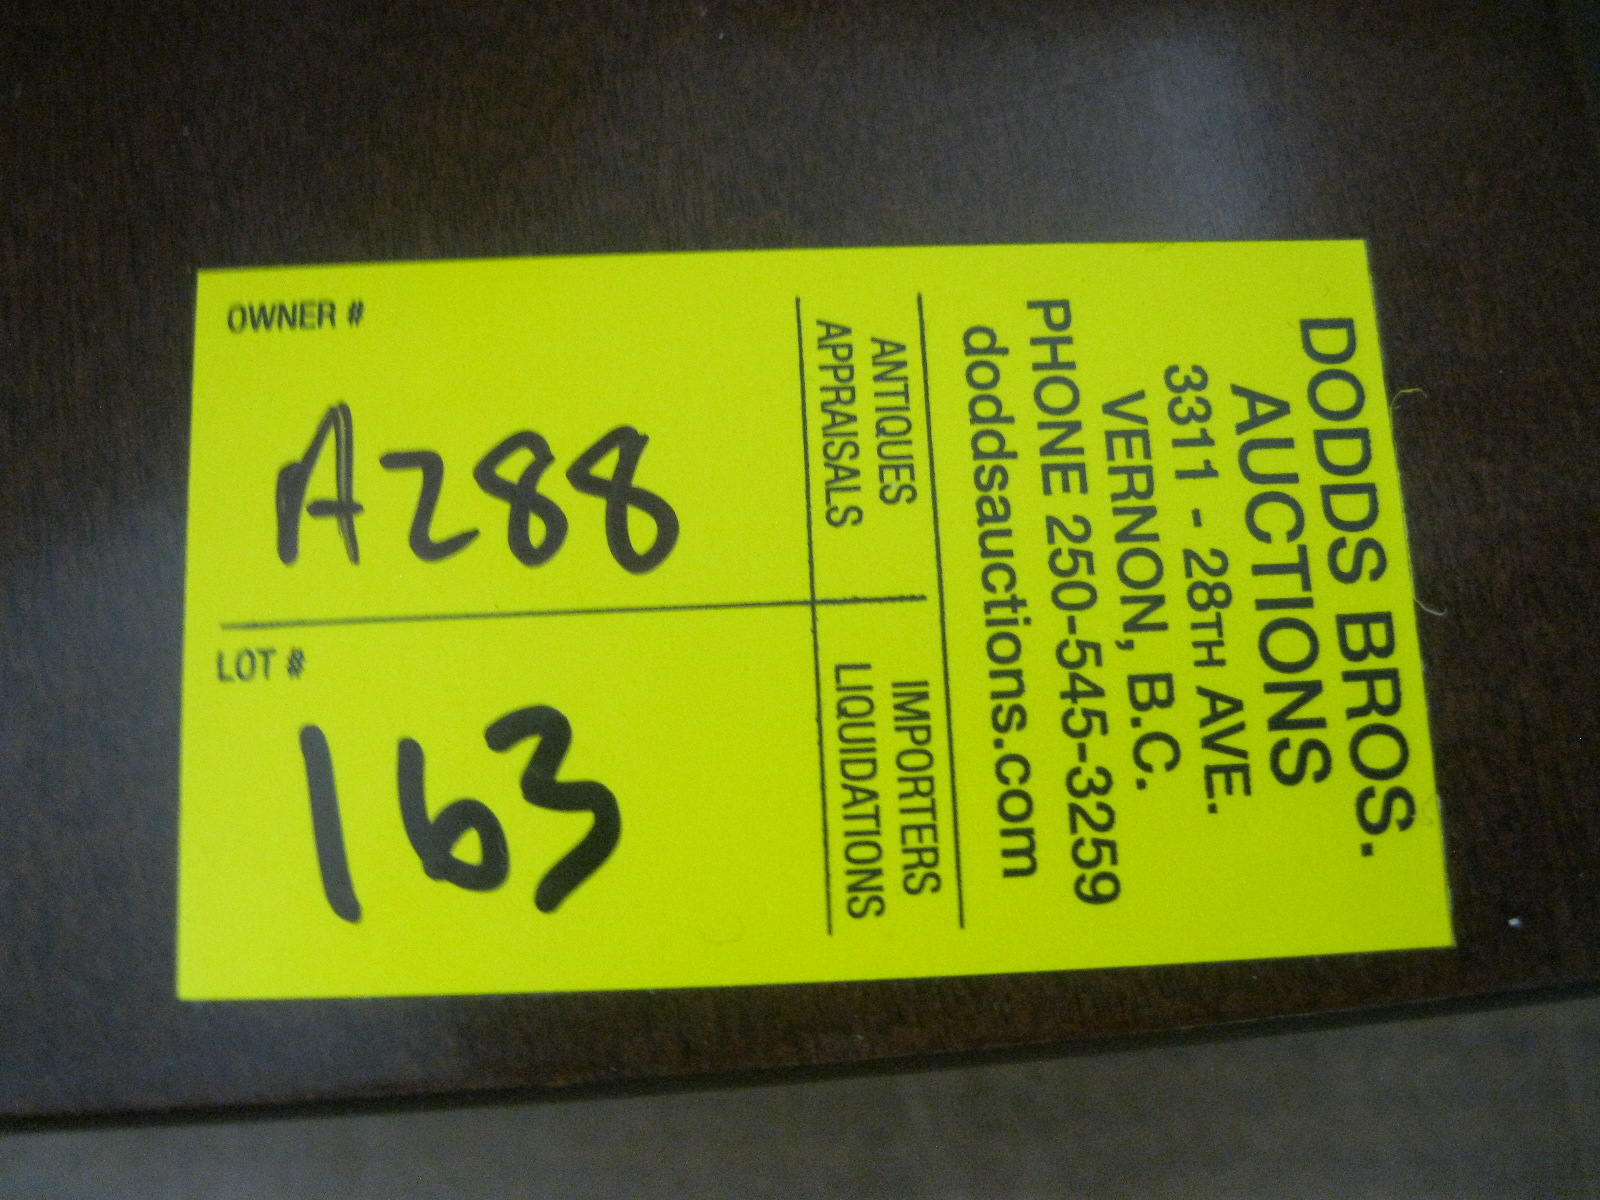 DODDS BROS.
AUCTIONS
3311 - 28TH AVE.
VERNON, B.C.
PHONE 250-545-3259
doddsauctions.com
ANTIQUES
APPRAISALS
IMPORTERS
LIQUIDATIONS
OWNER #
A288
LOT #
163